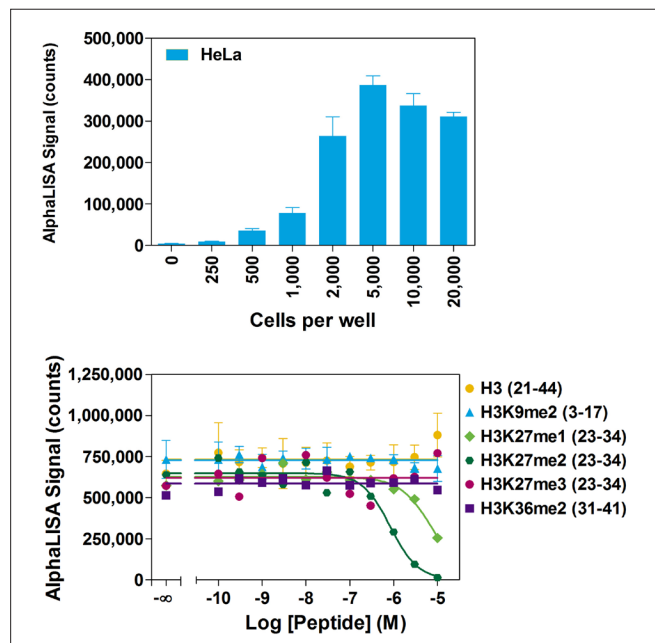 AlphaLISA Signal (counts)
500,000
400,000
300,000
200,000
100,000
0
HeLa
0
250
500
1,000
2,000
5,000
10,000
20,000
Cells per well
AlphaLISA Signal (counts)
1,250,000
1,000,000
750,000
500,000
250,000
0
-∞ -10 -9 -8 -7 -6 -5
Log [Peptide] (M)
H3 (21-44)
H3K9me2 (3-17)
H3K27me1 (23-34)
H3K27me2 (23-34)
H3K27me3 (23-34)
H3K36me2 (31-41)